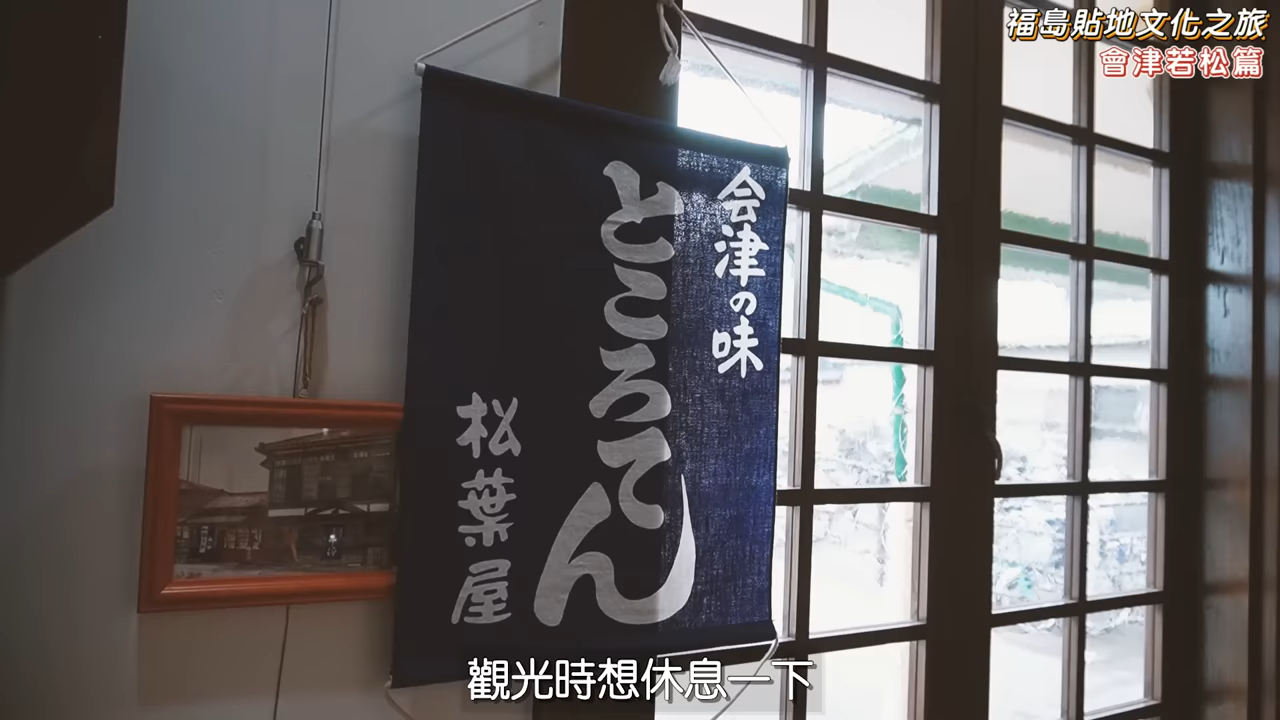 福島貼地文化之旅
會津若松篇
会津の味
ところてん
松葉屋
觀光時想休息一下